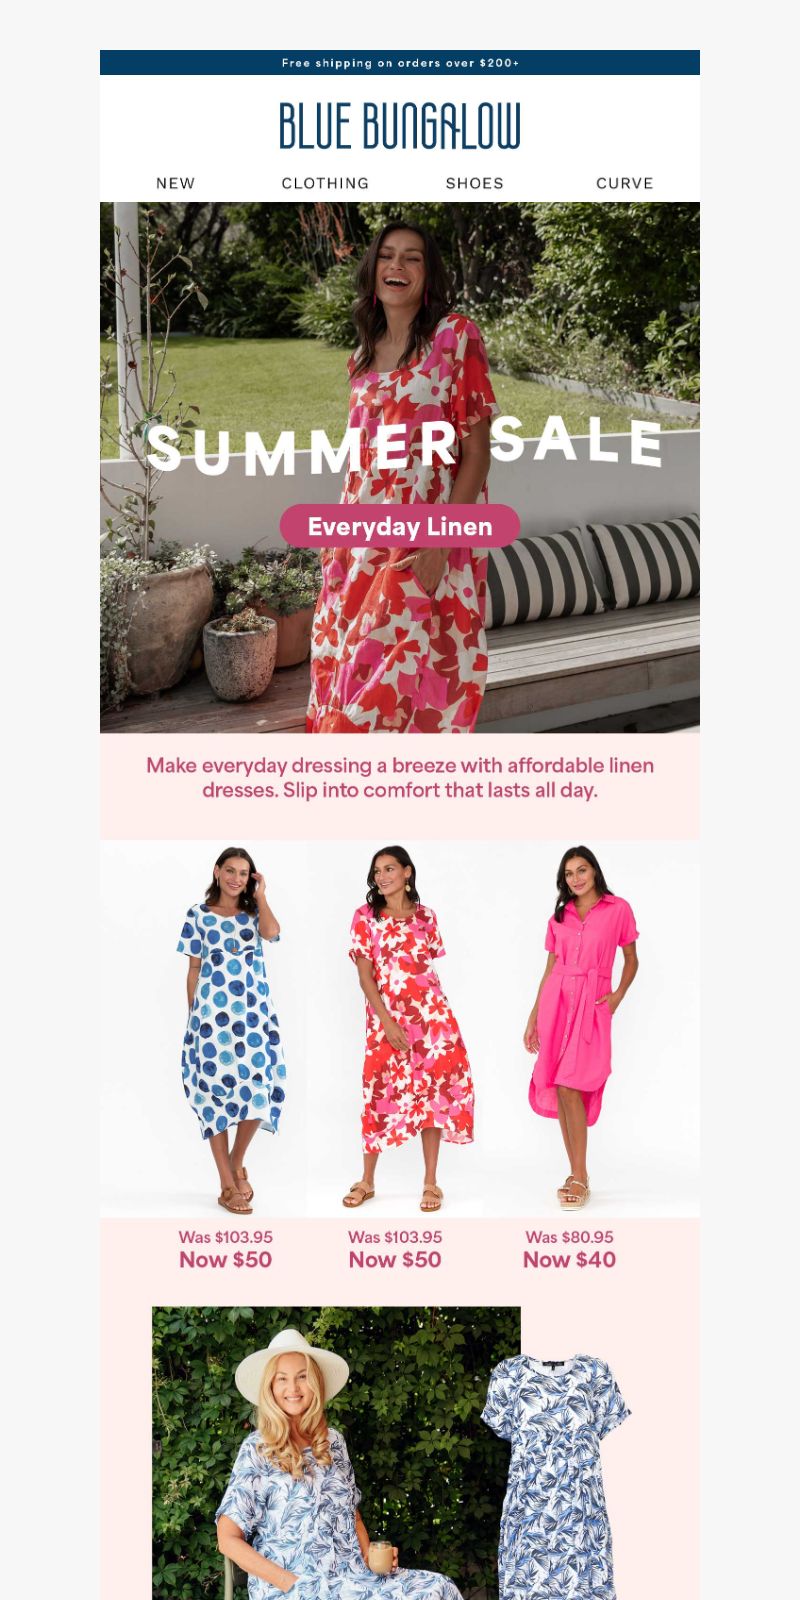 Free shipping on orders over $200+
BLUE BUNGALOW
NEW CLOTHING SHOES CURVE
SUMMER SALE
Everyday Linen
Make everyday dressing a breeze with affordable linen
dresses. Slip into comfort that lasts all day.
Was $103.95 Was $103.95 Was $80.95
Now $50 Now $50 Now $40